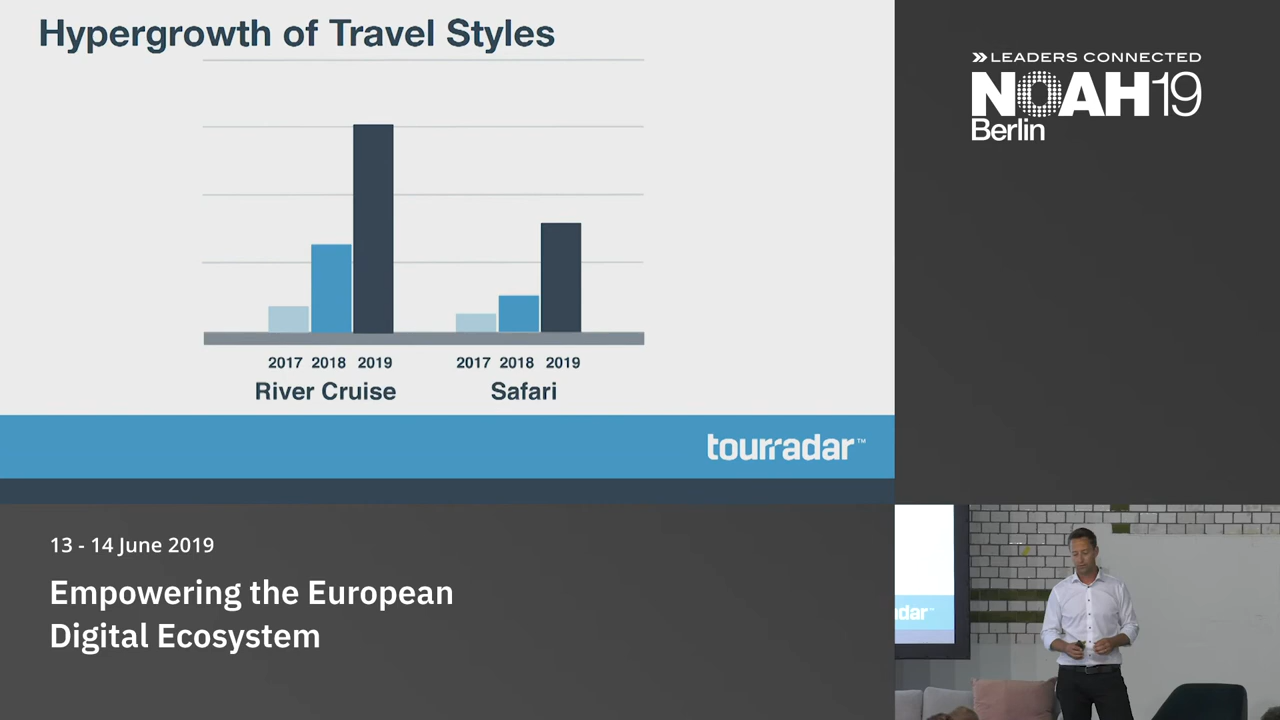 Hypergrowth of Travel Styles
2017 2018 2019
River Cruise
2017 2018 2019
Safari
tourradar™
LEADERS CONNECTED
NOAH19
Berlin
13 - 14 June 2019
Empowering the European
Digital Ecosystem
dar™